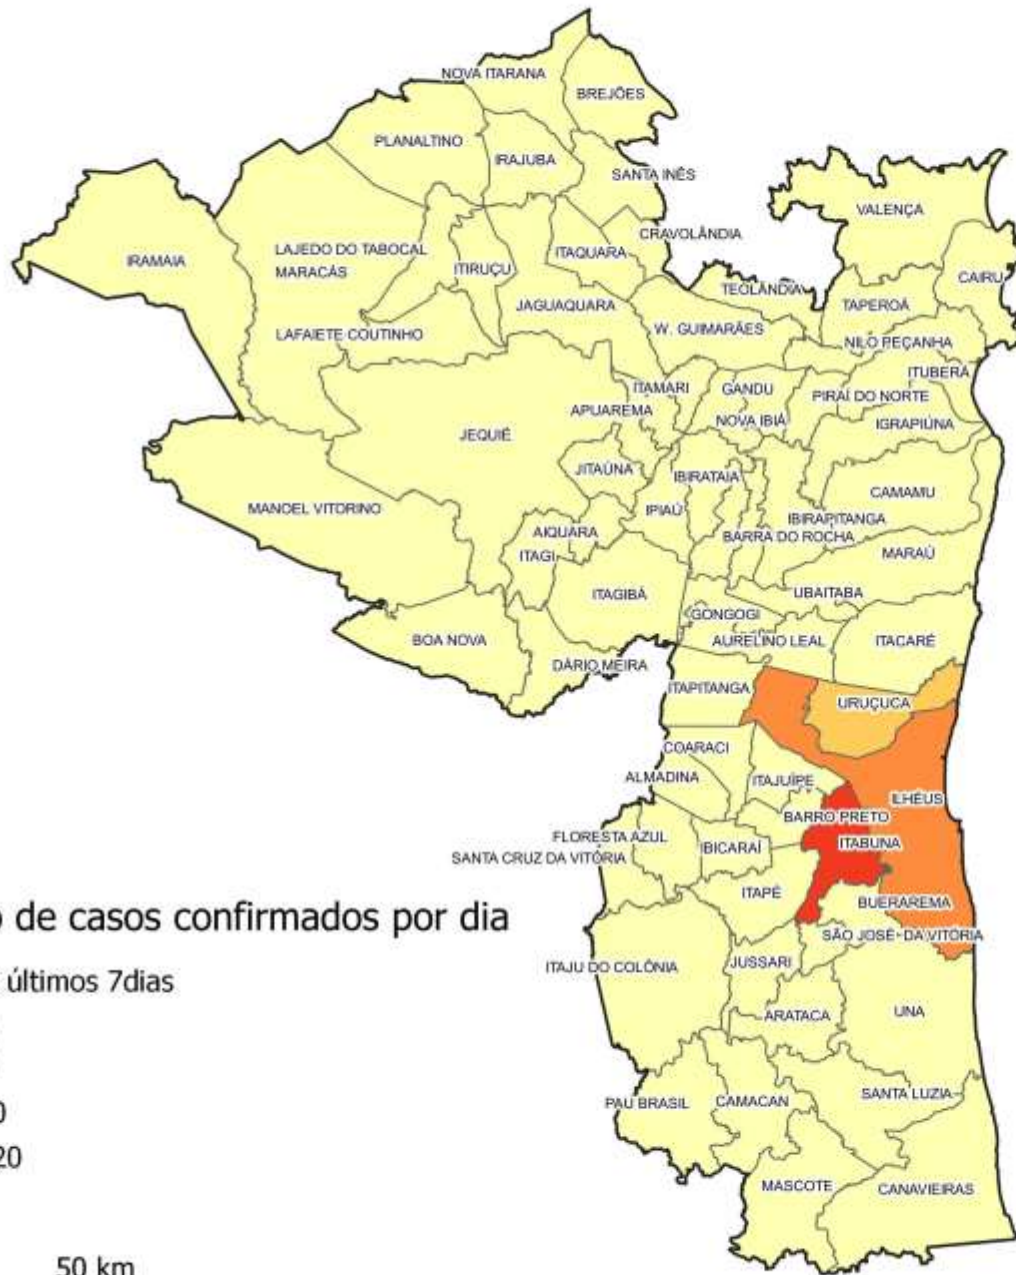 NOVA ITARANA
BREJÕES
PLANALTINO
IRAJUBA
SANTA INÊS
VALENÇA
CRAVOLÂNDIA
LAJEDO DO TABOCAL
ITAQUARA
IRAMAIA
MARACÁS
ITIRUÇU
CAIRU
TEOLÂNDIA
JAGUAQUARA
TAPEROÁ
W. GUIMARÃES
LAFAIETE COUTINHO
NILO PEÇANHA
ITUBERÁ
ITAMARI
GANDU
PIRAÍ DO NORTE
APUAREMA
NOVA IBIÁ
IGRAPIÚNA
JEQUIÉ
JITAÚNA
IBIRATAIA
CAMAMU
MANOEL VITORINO
IPIAÚ
IBIRAPITANGA
AIQUARA
BARRA DO ROCHA
ITAGI
MARAÚ
ITAGIBÁ
UBAITABA
GONGOGI
BOA NOVA
AURELINO LEAL
ITACARÉ
DÁRIO MEIRA
ITAPITANGA
URUÇUCA
COARACI
ALMADINA
ITAJUÍPE
ILHÉUS
BARRO PRETO
FLORESTA AZUL
IBICARAÍ
ITABUNA
SANTA CRUZ DA VITÓRIA
ITAPÉ
BUERAREMA
o de casos confirmados por dia
SÃO JOSÉ DA VITÓRIA
ITAJU DO COLÔNIA
JUSSARI
últimos 7dias
ARATACA
UNA
PAU BRASIL
CAMACAN
SANTA LUZIA
0
20
MASCOTE
CANAVIEIRAS
50 km